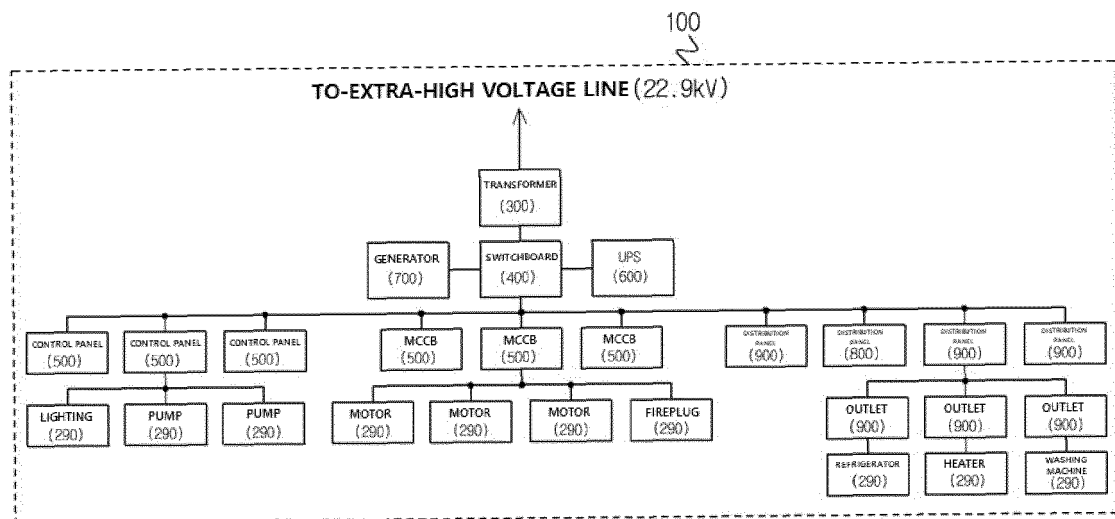 100
TO-EXTRA-HIGH VOLTAGE LINE (22.9kV)
TRANSFORMER
(300)
GENERATOR
(700)
SWITCHBOARD
(400)
UPS
(600)
CONTROL PANEL
(500)
CONTROL PANEL
(500)
CONTROL PANEL
(500)
MCCB
(500)
MCCB
(500)
MCCB
(500)
DISTRIBUTION
PANEL
(900)
DISTRIBUTION
PANEL
(800)
DISTRIBUTION
PANEL
(900)
DISTRIBUTION
PANEL
(900)
LIGHTING
(290)
PUMP
(290)
PUMP
(290)
MOTOR
(290)
MOTOR
(290)
MOTOR
(290)
FIREPLUG
(290)
OUTLET
(900)
OUTLET
(900)
OUTLET
(900)
REFRIGERATOR
(290)
HEATER
(290)
WASHING
MACHINE
(290)